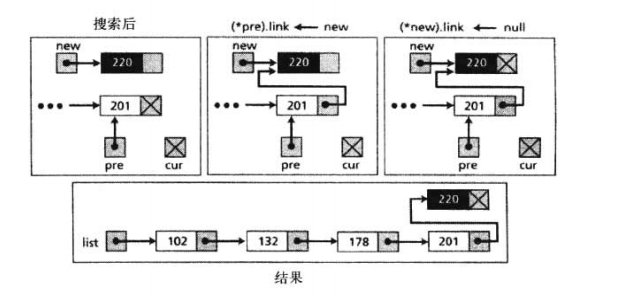 搜索后
(*pre).link ← new
(*new).link ← null
new
220
201
pre
cur
new
220
201
pre
cur
new
220
201
pre
cur
220
list
102
132
178
201
结果